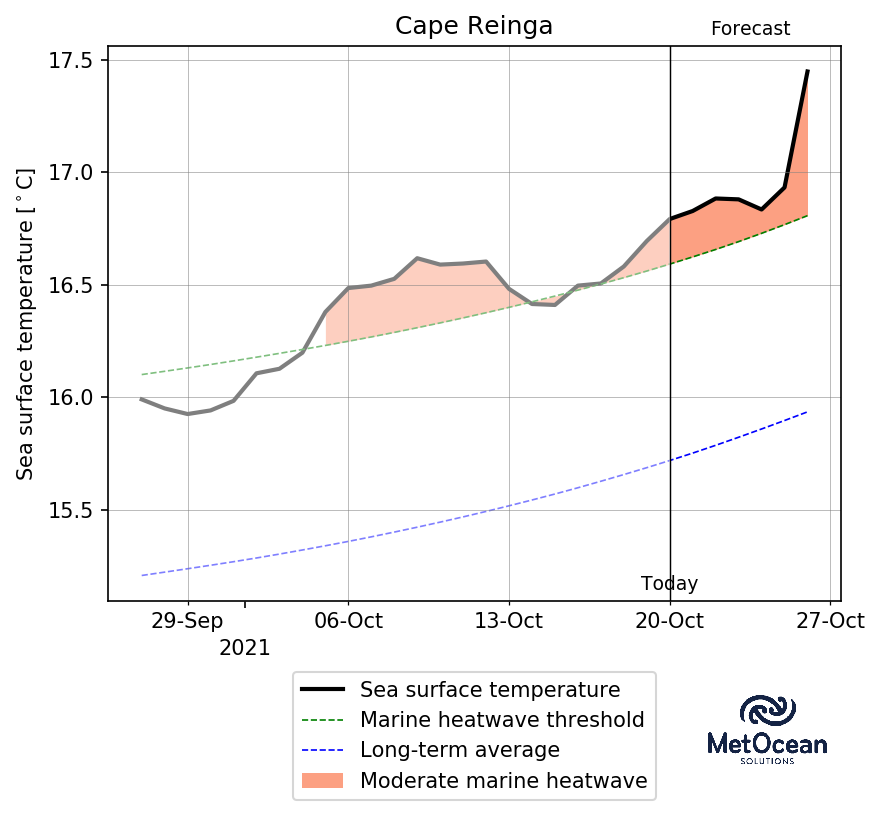 Cape Reinga
Forecast
17.5
17.0
16.5
16.0
15.5
Sea surface temperature [°C]
Today
29-Sep
06-Oct
13-Oct
20-Oct
27-Oct
2021
Sea surface temperature
Marine heatwave threshold
Long-term average
Moderate marine heatwave
MetOcean
SOLUTIONS